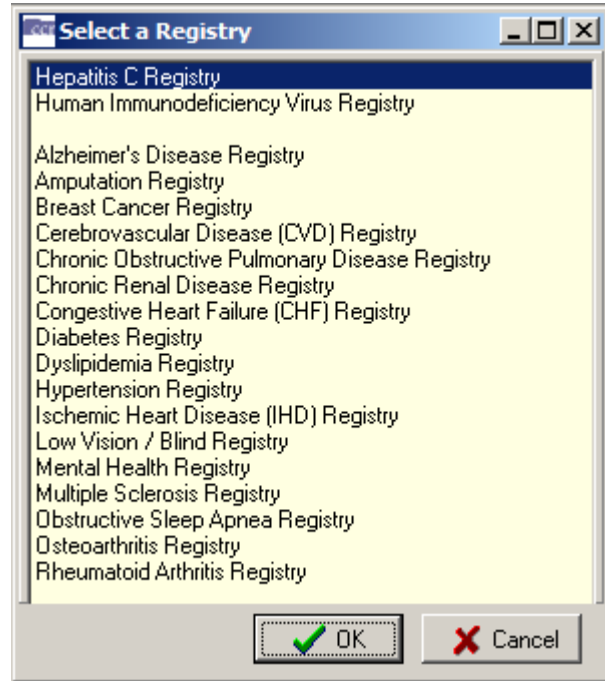 CCR Select a Registry
Hepatitis C Registry
Human Immunodeficiency Virus Registry
Alzheimer's Disease Registry
Amputation Registry
Breast Cancer Registry
Cerebrovascular Disease (CVD) Registry
Chronic Obstructive Pulmonary Disease Registry
Chronic Renal Disease Registry
Congestive Heart Failure (CHF) Registry
Diabetes Registry
Dyslipidemia Registry
Hypertension Registry
Ischemic Heart Disease (IHD) Registry
Low Vision / Blind Registry
Mental Health Registry
Multiple Sclerosis Registry
Obstructive Sleep Apnea Registry
Osteoarthritis Registry
Rheumatoid Arthritis Registry
OK Cancel